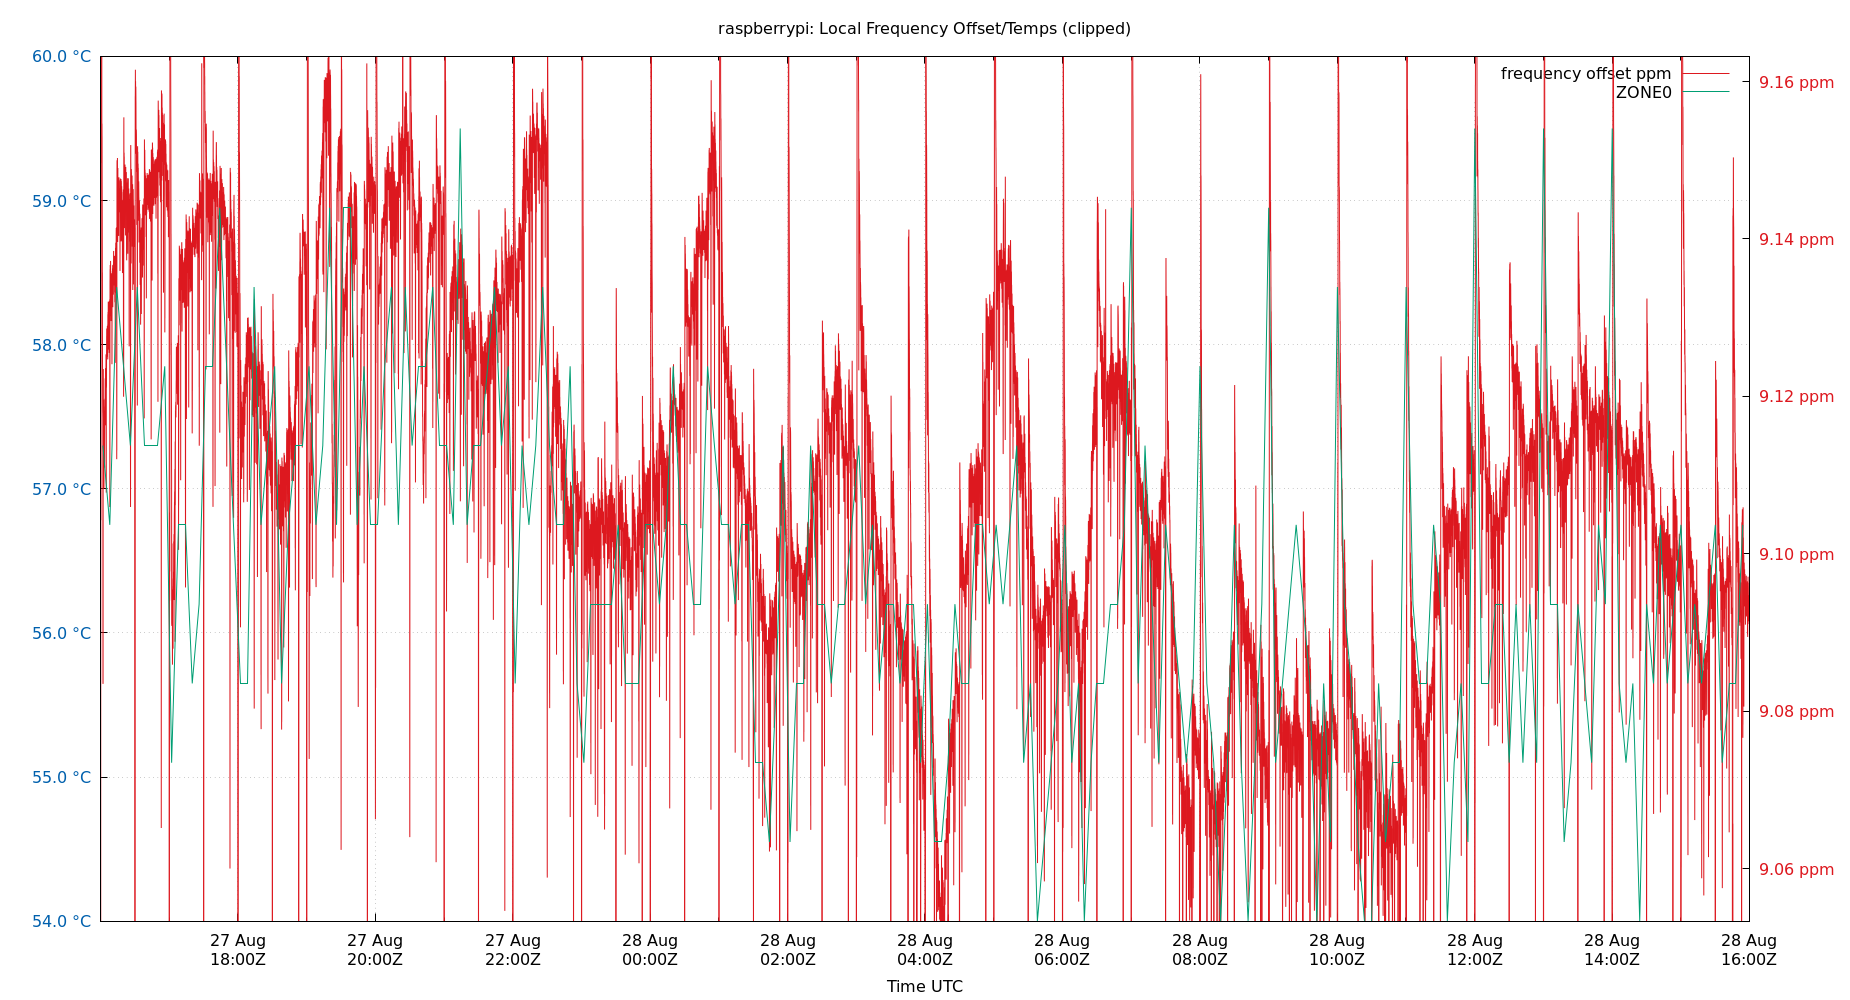 raspberrypi: Local Frequency Offset/Temps (clipped)
60.0 °C
59.0 °C
58.0 °C
57.0 °C
56.0 °C
55.0 °C
54.0 °C
frequency offset ppm
ZONE0
9.16 ppm
9.14 ppm
9.12 ppm
9.10 ppm
9.08 ppm
9.06 ppm
27 Aug
18:00Z
27 Aug
20:00Z
27 Aug
22:00Z
28 Aug
00:00Z
28 Aug
02:00Z
28 Aug
04:00Z
28 Aug
06:00Z
28 Aug
08:00Z
28 Aug
10:00Z
28 Aug
12:00Z
28 Aug
14:00Z
28 Aug
16:00Z
Time UTC